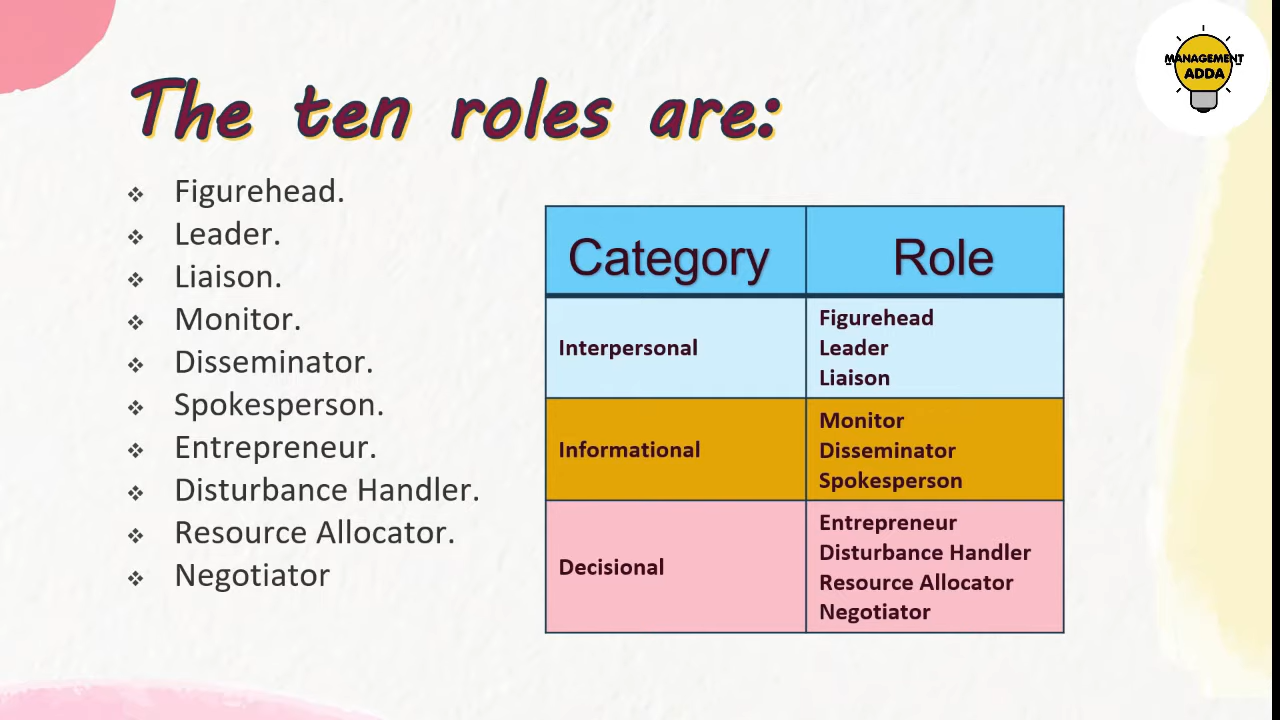 MANAGEMENT
ADDA
The ten roles are:
❖ Figurehead.
❖ Leader.
❖ Liaison.
❖ Monitor.
❖ Disseminator.
❖ Spokesperson.
❖ Entrepreneur.
❖ Disturbance Handler.
❖ Resource Allocator.
❖ Negotiator
Category Role
Interpersonal
Figurehead
Leader
Liaison
Informational
Monitor
Disseminator
Spokesperson
Decisional
Entrepreneur
Disturbance Handler
Resource Allocator
Negotiator